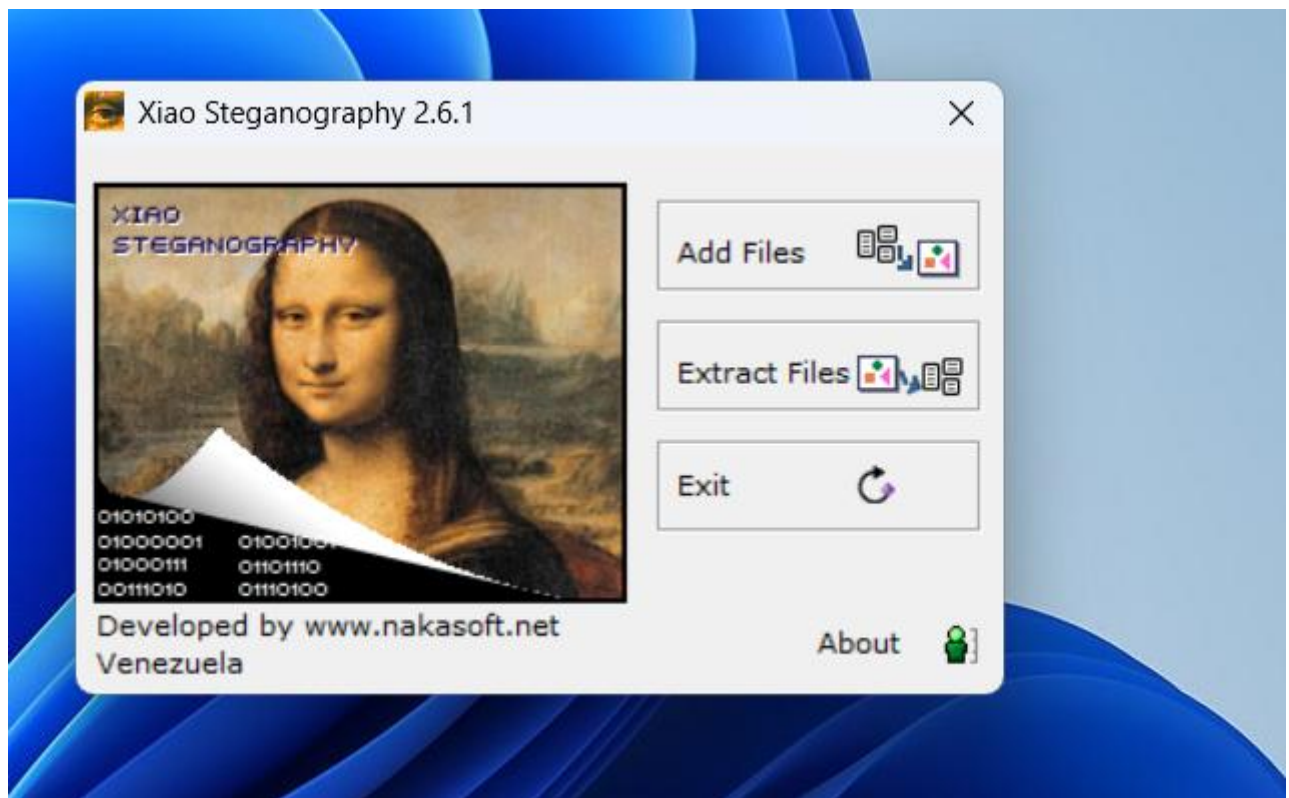 Xiao Steganography 2.6.1
XIAO
STEGANOGRAPHY
Add Files
Extract Files
Exit
01010100
01000001
01000111 01101110
00111010 01110100
Developed by www.nakasoft.net
Venezuela
About